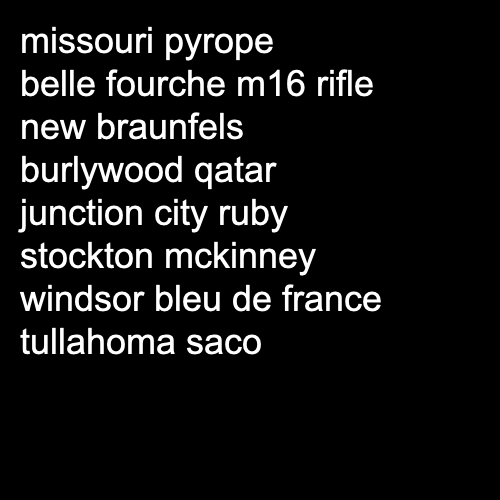 missouri pyrope
belle fourche m16 rifle
new braunfels
burlywood qatar
junction city ruby
stockton mckinney
windsor bleu de france
tullahoma saco